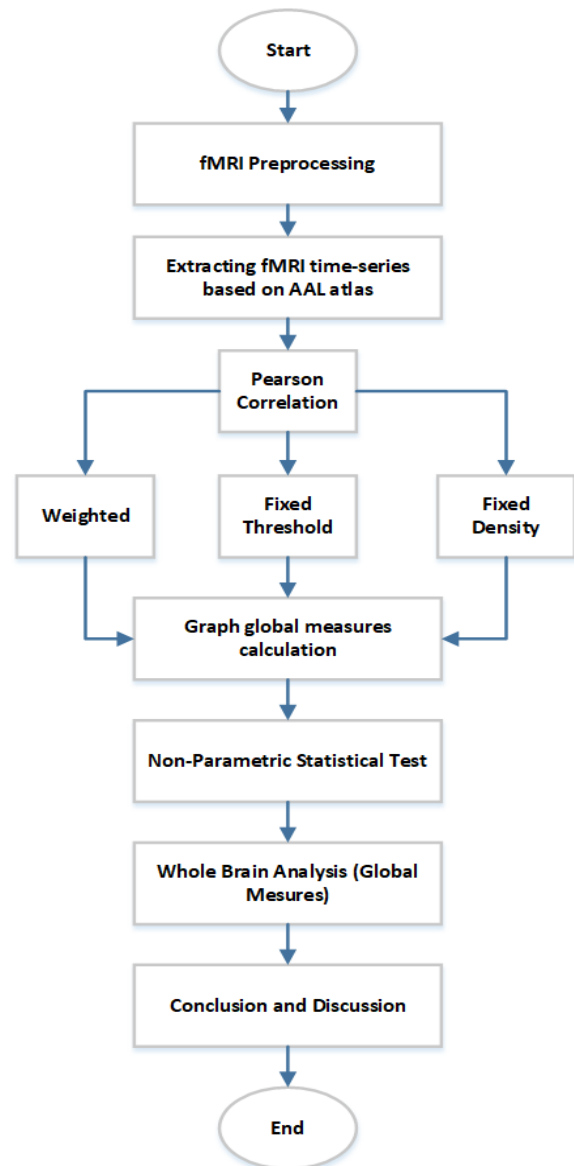 Start
fMRI Preprocessing
Extracting fMRI time-series
based on AAL atlas
Pearson
Correlation
Weighted
Fixed
Threshold
Fixed
Density
Graph global measures
calculation
Non-Parametric Statistical Test
Whole Brain Analysis (Global
Mesures)
Conclusion and Discussion
End